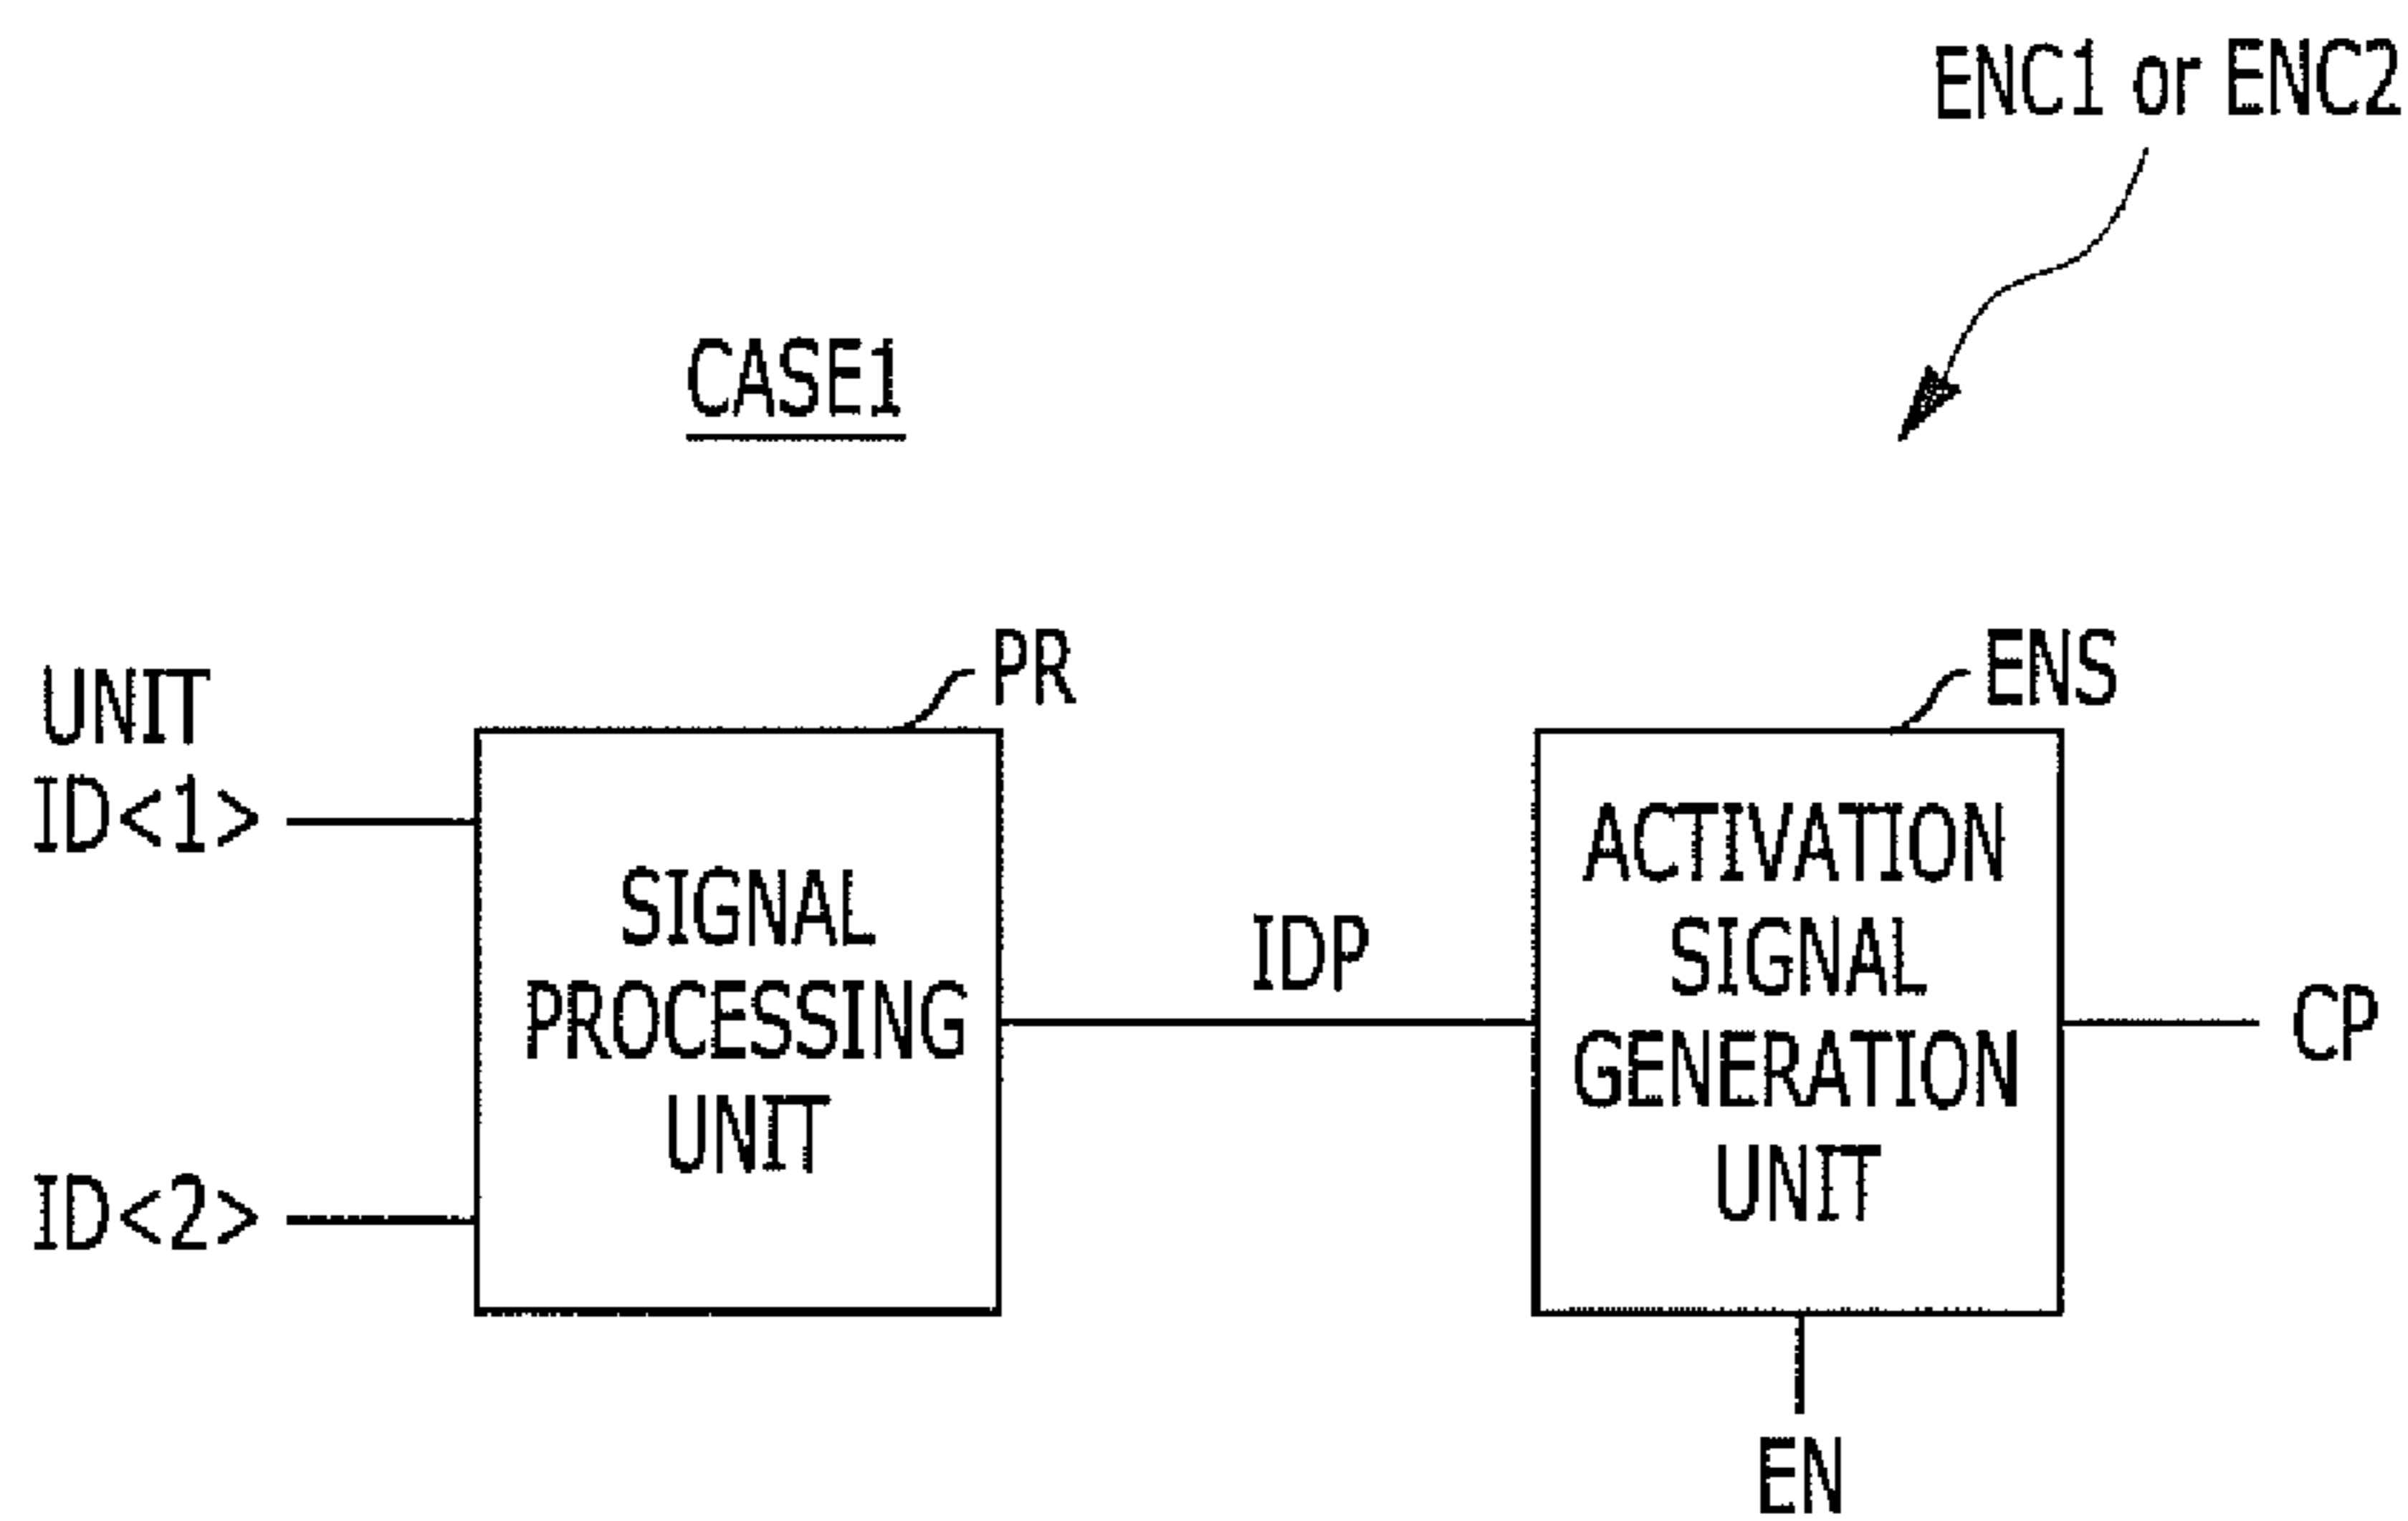 ENC1 or ENC2
CASE1
PR
ENS
UNIT
ID<1>
ID<2>
SIGNAL
PROCESSING
UNIT
IDP
ACTIVATION
SIGNAL
GENERATION
UNIT
CP
EN